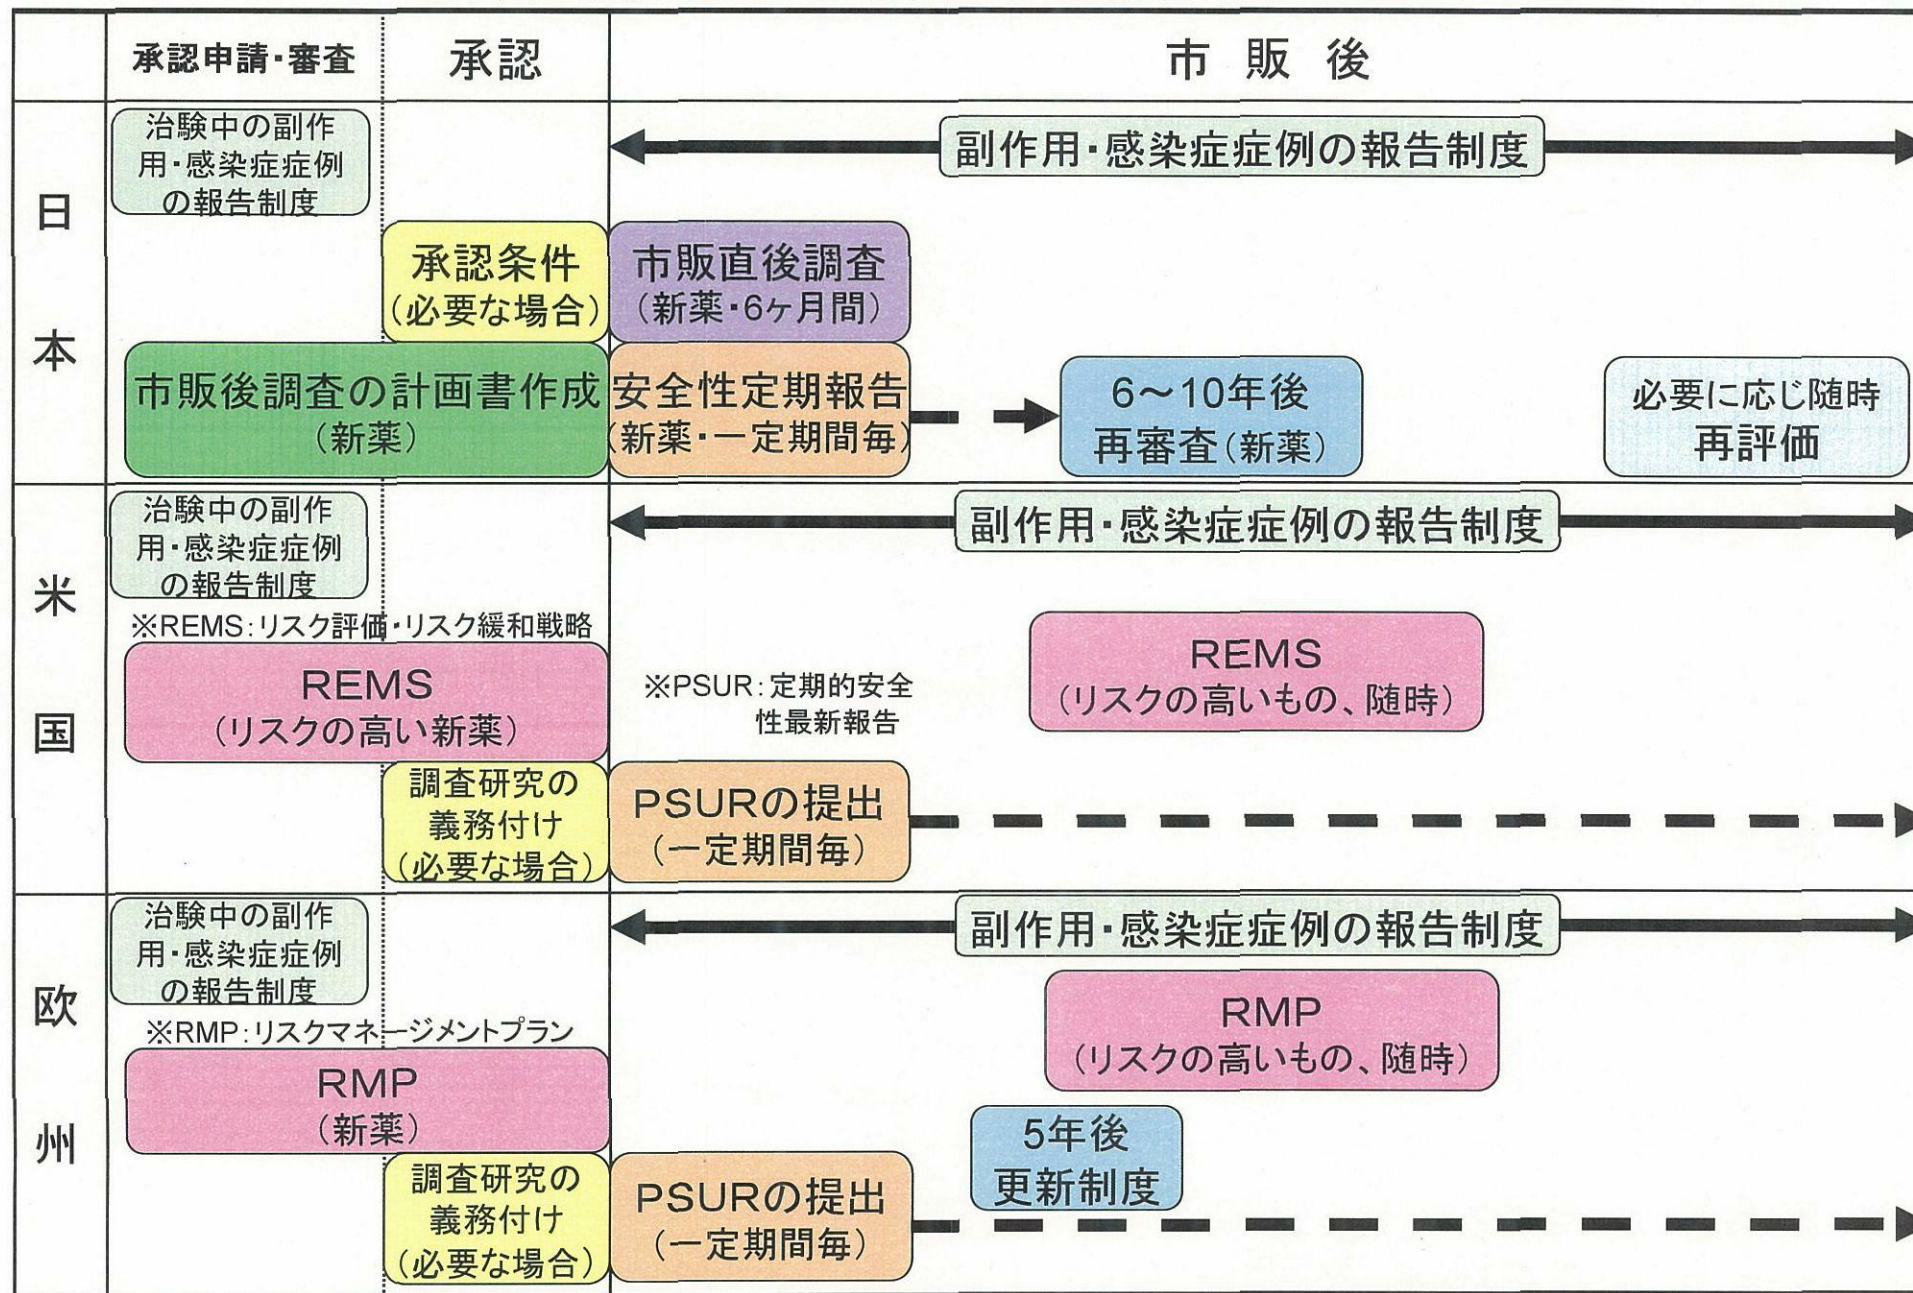 承認申請・審査
承認
市販後
日本
治験中の副作
用・感染症症例
の報告制度
副作用・感染症症例の報告制度
承認条件
(必要な場合)
市販直後調査
(新薬・6ヶ月間)
市販後調査の計画書作成
(新薬)
安全性定期報告
(新薬・一定期間毎)
6～10年後
再審査(新薬)
必要に応じ随時
再評価
米国
治験中の副作
用・感染症症例
の報告制度
副作用・感染症症例の報告制度
※REMS:リスク評価・リスク緩和戦略
REMS
(リスクの高い新薬)
※PSUR:定期的安全
性最新報告
REMS
(リスクの高いもの、随時)
調査研究の
義務付け
(必要な場合)
PSURの提出
(一定期間毎)
欧州
治験中の副作
用・感染症症例
の報告制度
副作用・感染症症例の報告制度
※RMP:リスクマネージメントプラン
RMP
(新薬)
RMP
(リスクの高いもの、随時)
5年後
更新制度
調査研究の
義務付け
(必要な場合)
PSURの提出
(一定期間毎)